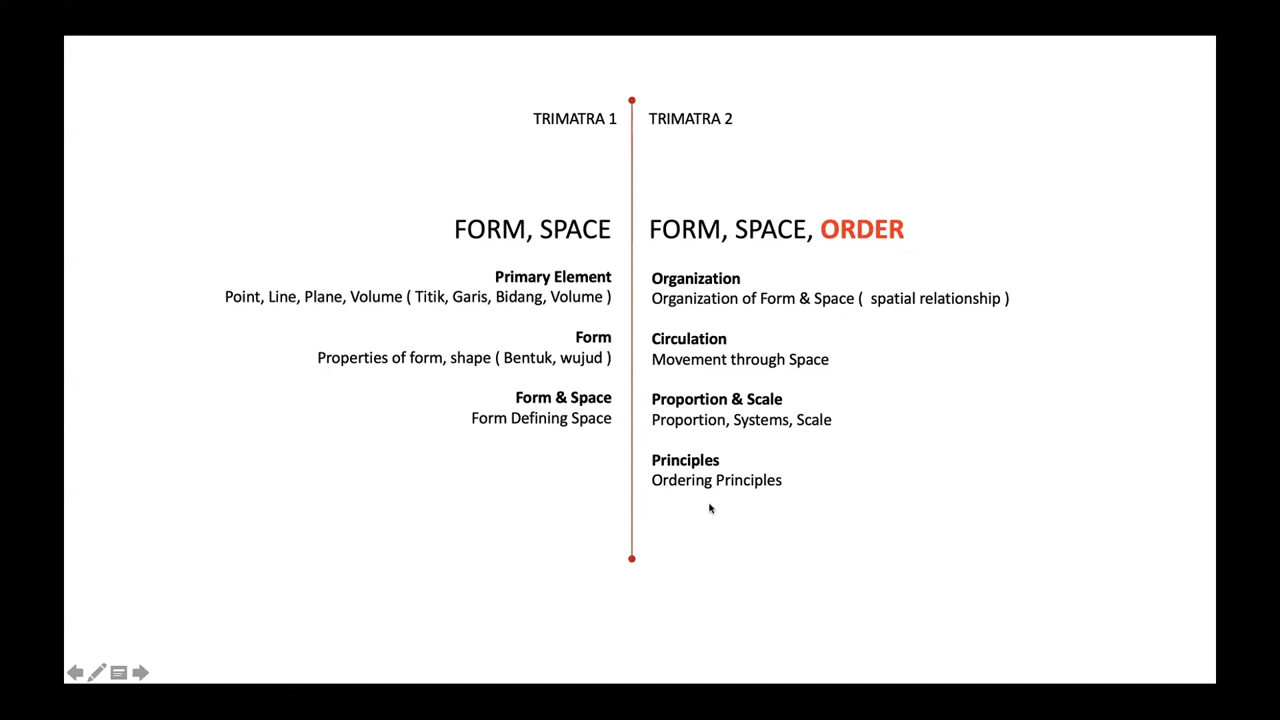 TRIMATRA 1
FORM, SPACE
Primary Element
Point, Line, Plane, Volume ( Titik, Garis, Bidang, Volume )
Form
Properties of form, shape ( Bentuk, wujud )
Form & Space
Form Defining Space
TRIMATRA 2
FORM, SPACE, ORDER
Organization
Organization of Form & Space (  spatial relationship )
Circulation
Movement through Space
Proportion & Scale
Proportion, Systems, Scale
Principles
Ordering Principles